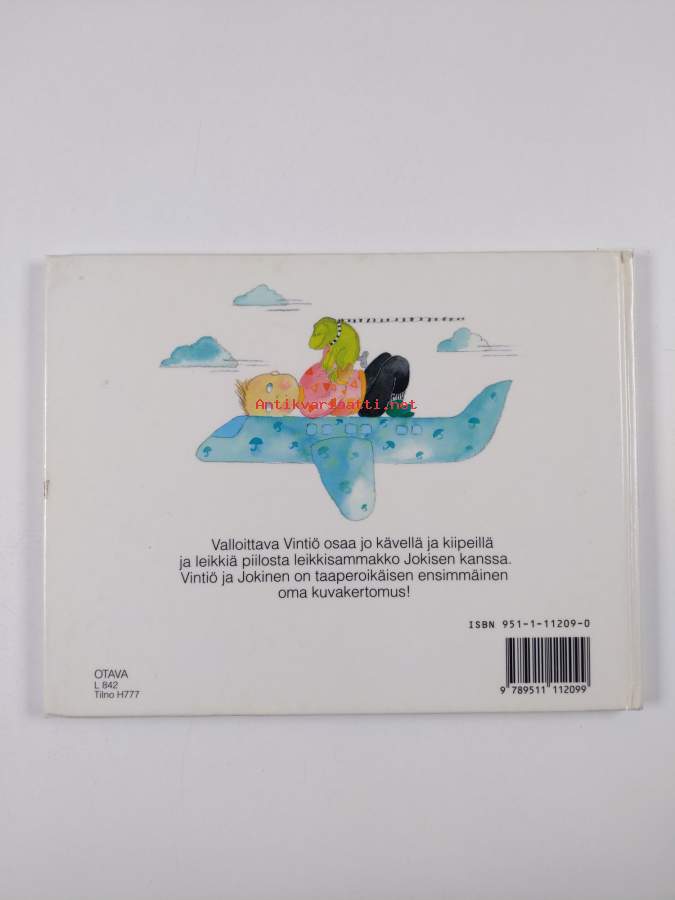 Antikvariaatti.net
Valloittava Vintiö osaa jo kävellä ja kiipeillä
ja leikkiä piilosta leikkisammakko Jokisen kanssa.
Vintiö ja Jokinen on taaperoikäisen ensimmäinen
oma kuvakertomus!
ISBN 951-1-11209-0
OTAVA
L 842
Tilno H777
9 789511 112099